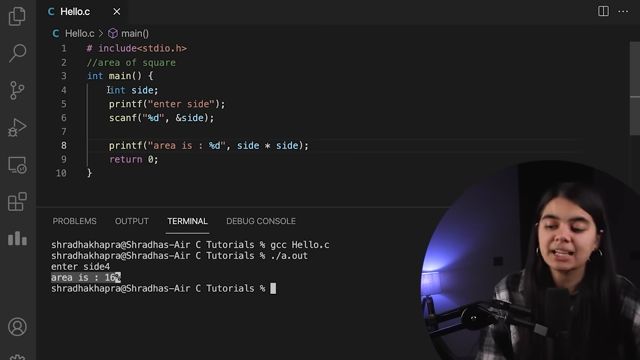 Hello.c
Hello.c > main()
1 # include<stdio.h>
2 //area of square
3 int main() {
4 int side;
5 printf("enter side");
6 scanf("%d", &side);
7
8 printf("area is : %d", side * side);
9 return 0;
10 }
PROBLEMS OUTPUT TERMINAL DEBUG CONSOLE
shradhakhapra@Shradhas-Air C Tutorials % gcc Hello.c
shradhakhapra@Shradhas-Air C Tutorials % ./a.out
enter side4
area is : 16%
shradhakhapra@Shradhas-Air C Tutorials %